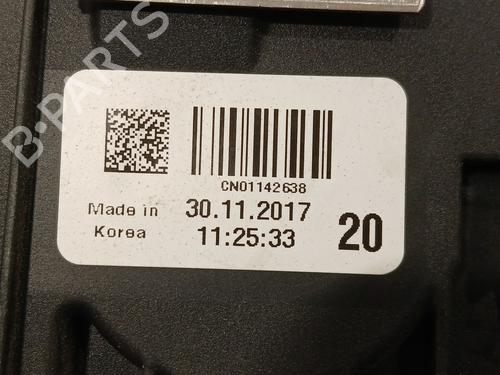 B-PARTS
CN01142638
Made in Korea
30.11.2017
11:25:33
20